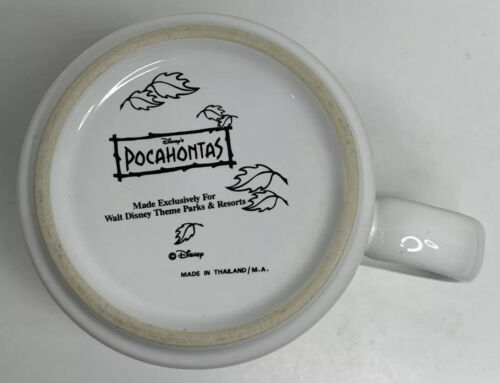 Disney's
POCAHONTAS
Made Exclusively For
Walt Disney Theme Parks & Resorts
© Disney
MADE IN THAILAND/M.A.